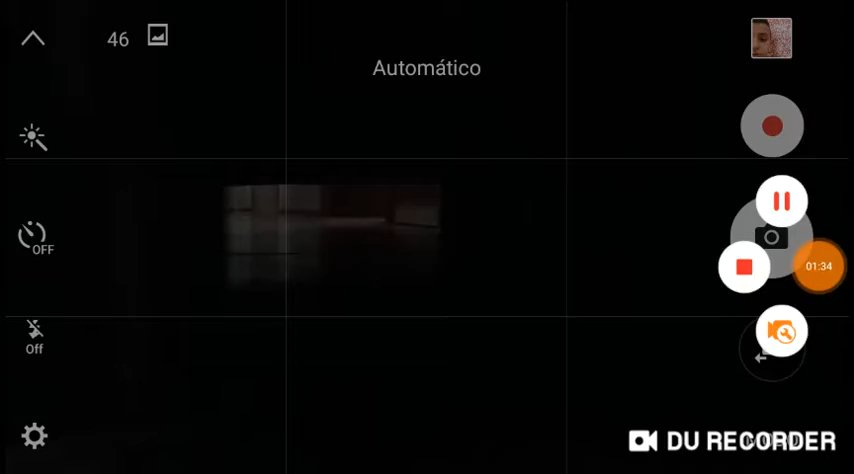 46
Automático
OFF
01:34
Off
DU RECORDER